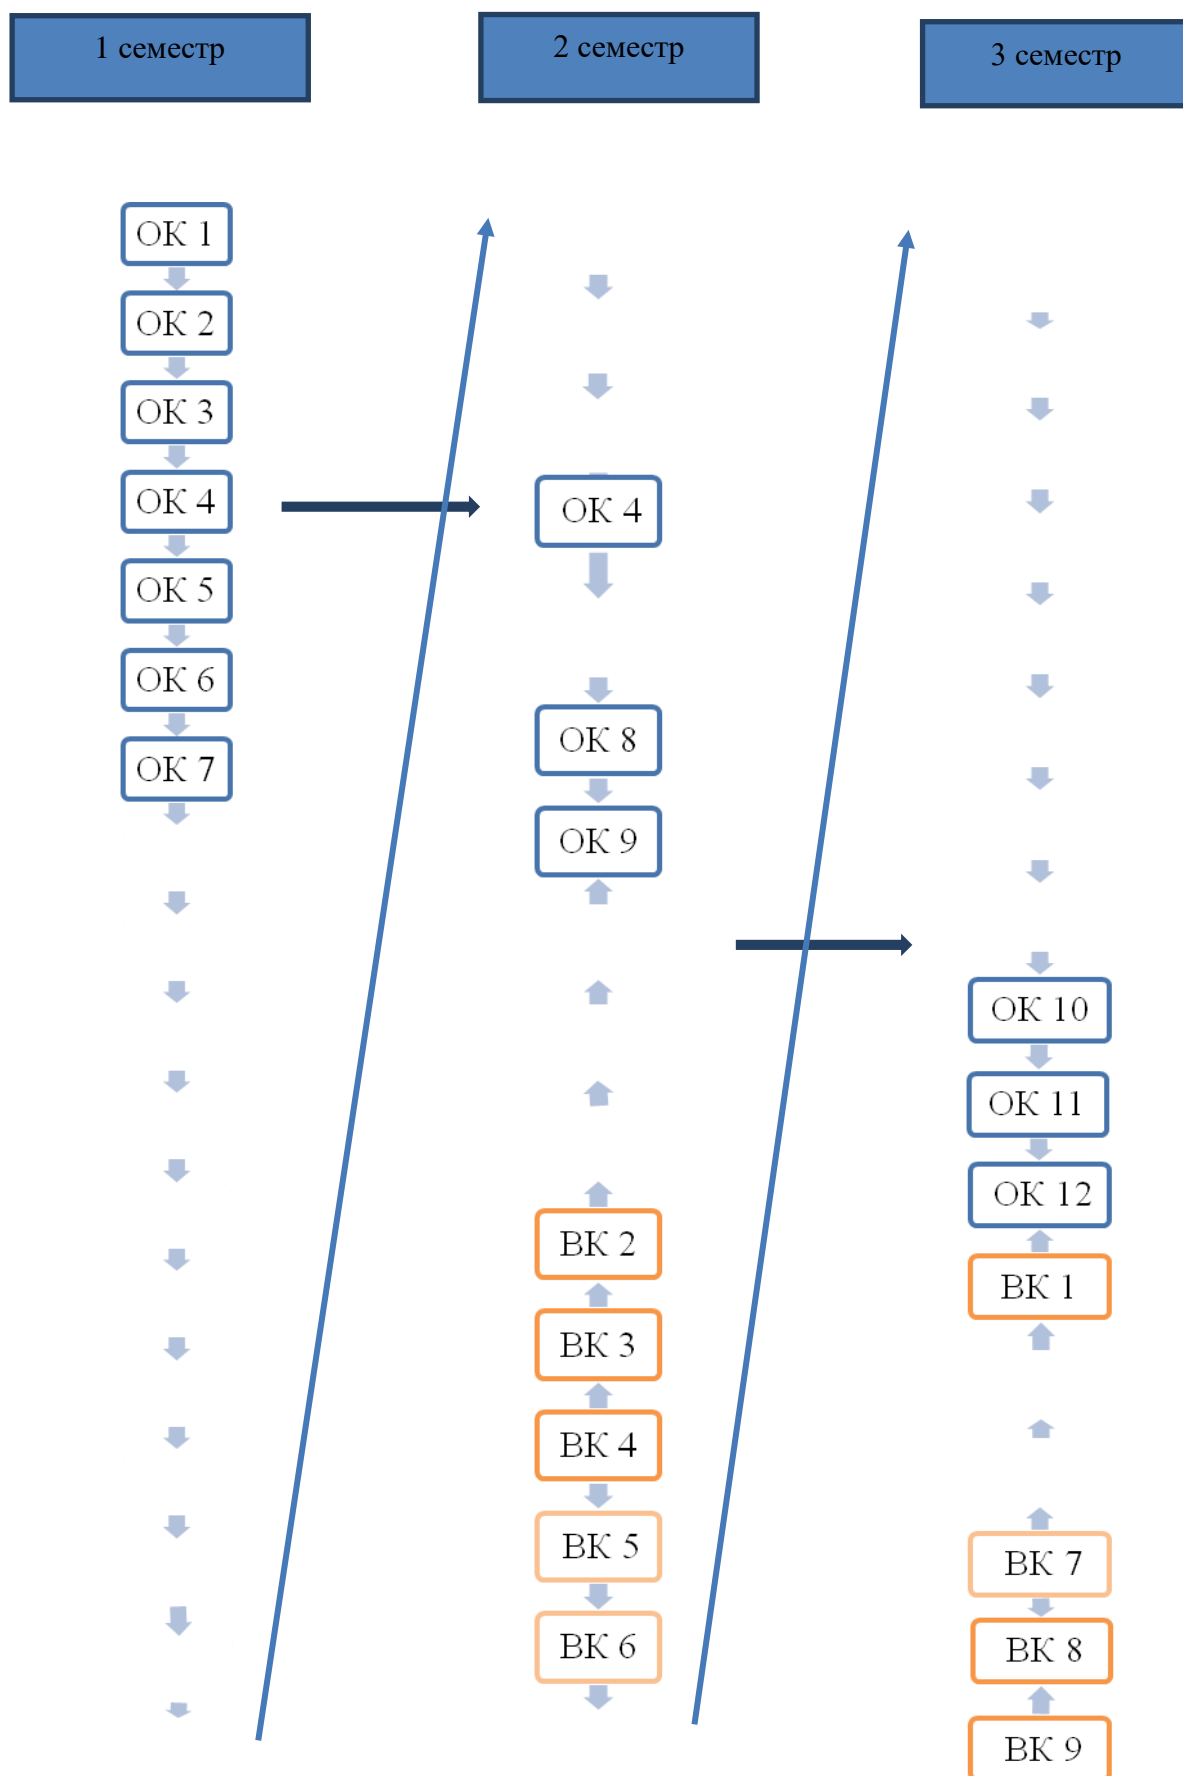 1 семестр
2 семестр
3 семестр
ОК 1
ОК 2
ОК 3
ОК 4
ОК 5
ОК 6
ОК 7
ОК 4
ОК 8
ОК 9
ВК 2
ВК 3
ВК 4
ВК 5
ВК 6
ОК 10
ОК 11
ОК 12
ВК 1
ВК 7
ВК 8
ВК 9